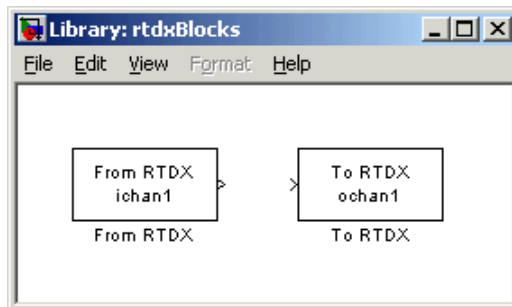 Library: rtdxBlocks
File Edit View Format Help
From RTDX To RTDX
ichan1 ochan1
From RTDX To RTDX